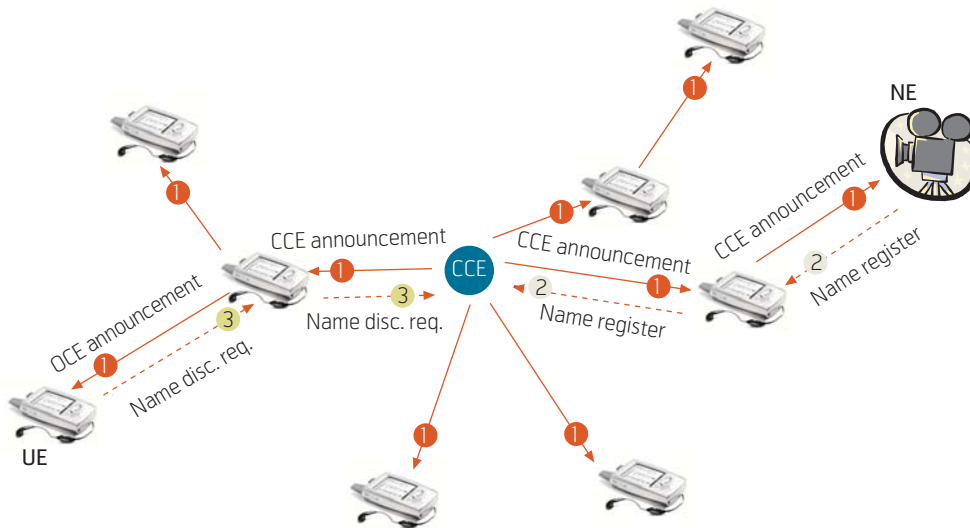 1
NE
1
1
CCE announcement
1
1
2
Name register
CCE announcement
1
CCE
CCE announcement
1
2
Name register
3
Name disc. req.
OCE announcement
3
1
Name disc. req.
UE
1
1